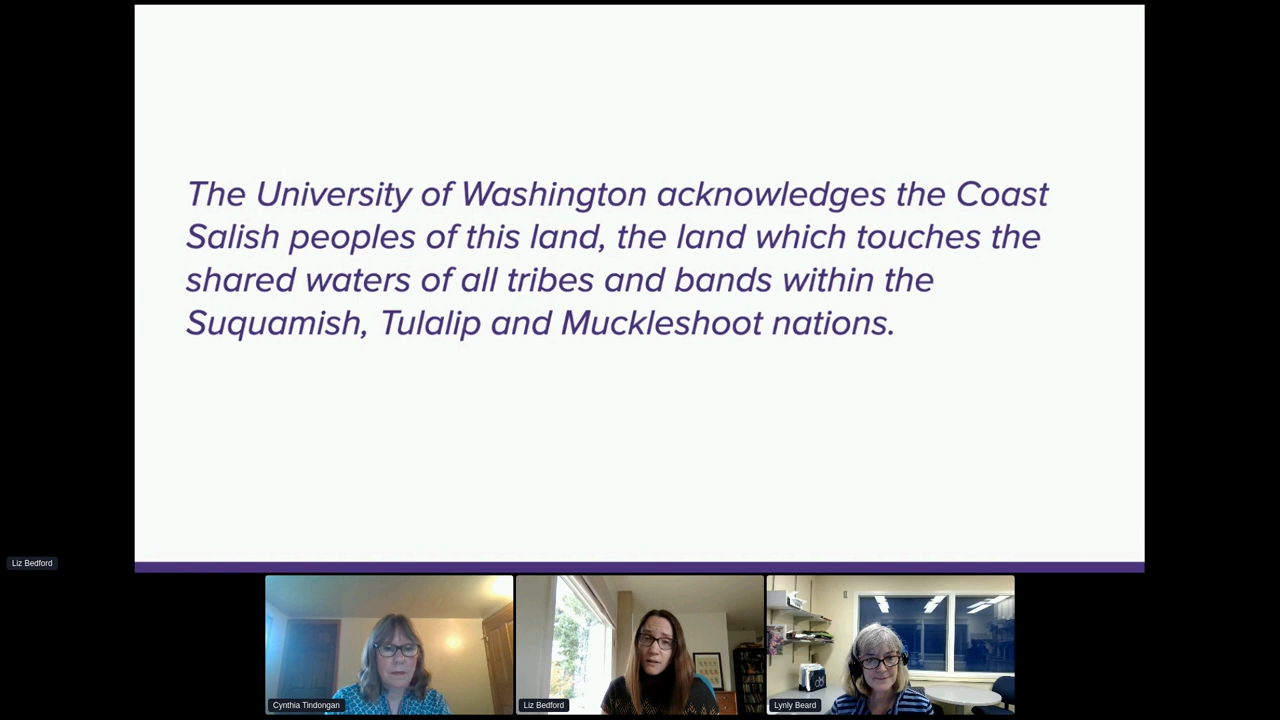 The University of Washington acknowledges the Coast
Salish peoples of this land, the land which touches the
shared waters of all tribes and bands within the
Suquamish, Tulalip and Muckleshoot nations.
Liz Bedford
Cynthia Tindongan
Liz Bedford
Lynly Beard